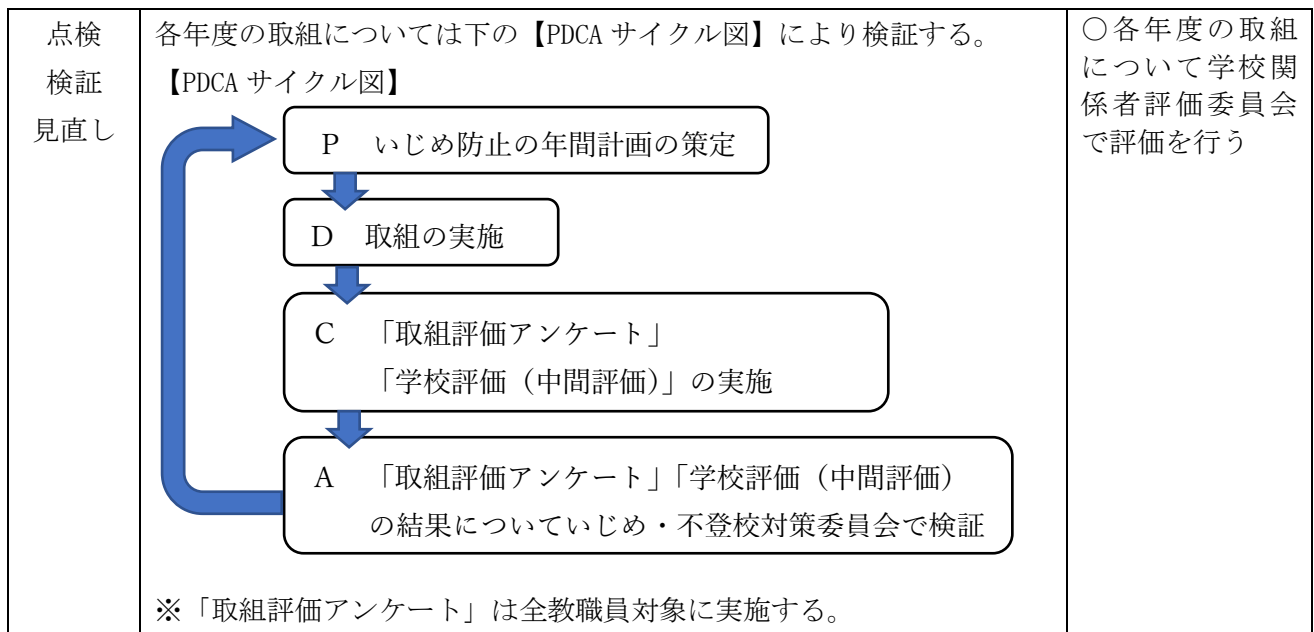 点検
検証
見直し
各年度の取組については下の【PDCAサイクル図】により検証する。
【PDCAサイクル図】
P いじめ防止の年間計画の策定
D 取組の実施
C 「取組評価アンケート」
「学校評価（中間評価）」の実施
A 「取組評価アンケート」「学校評価（中間評価）
の結果についていじめ・不登校対策委員会で検証
※「取組評価アンケート」は全教職員対象に実施する。
○各年度の取組
について学校関
係者評価委員会
で評価を行う